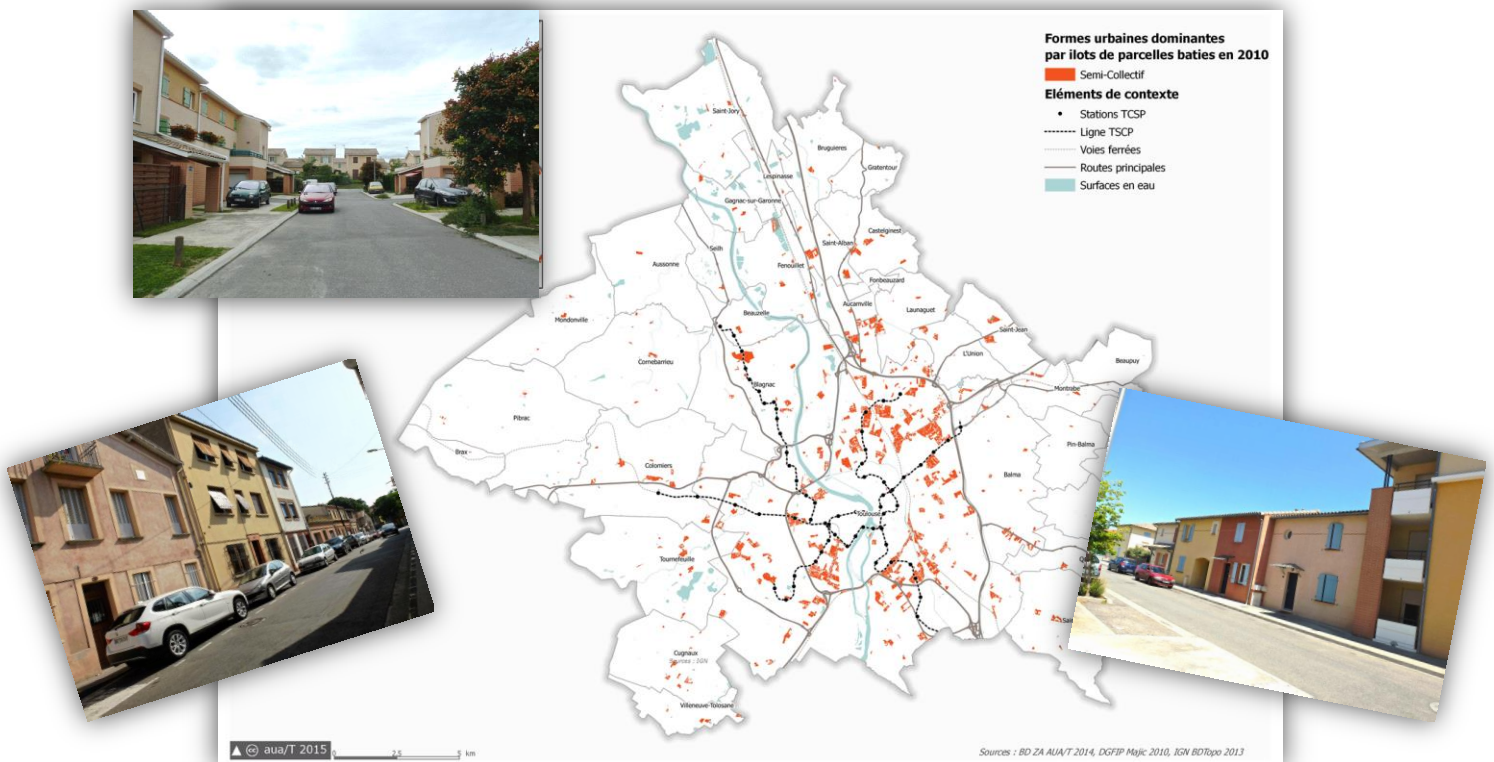 Formes urbaines dominantes
par ilots de parcelles baties en 2010
Semi-Collectif
Eléments de contexte
Stations TCSP
Ligne TSCP
Voies ferrées
Routes principales
Surfaces en eau
Saint-Jory
Bruguieres
Gratentour
Lespinasse
Gagnac-sur-Garonne
Castelginest
Saint-Alban
Seilh
Aussonne
Fenouillet
Fonbeauzard
Aucamville
Launaguet
Beauzelle
Mondonville
Saint-Jean
L'Union
Beaupuy
Cornebarrieu
Blagnac
Montrabe
Pibrac
Pin-Balma
Brax
Colomiers
Balma
Toulouse
Tournefeuille
Cugnaux
Sources : IGN
Villeneuve-Tolosane
aua/T 2015
0 2.5 5 km
Sources : BD ZA AUA/T 2014, DGFIP Majic 2010, IGN BDTopo 2013